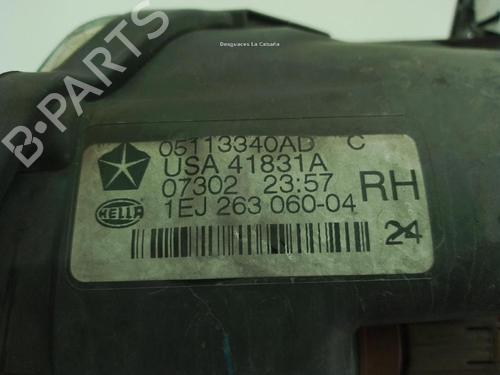 Desguaces La Cabaña
B-PARTS
05113340AD C
USA 41831A
07302 23:57
RH
HELLA
1EJ 263 060-04
24